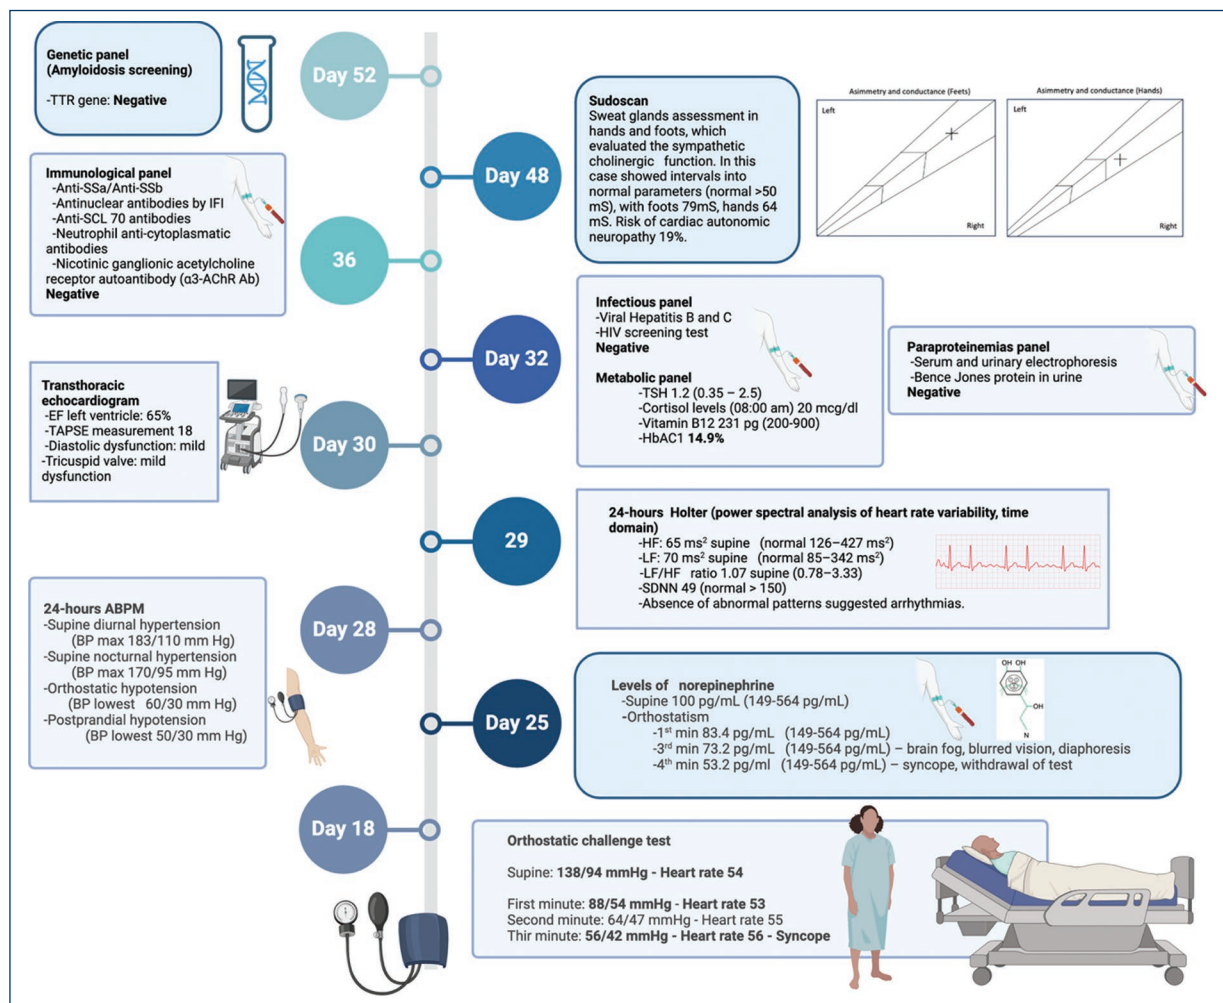 Genetic panel
(Amyloidosis screening)
-TTR gene: Negative
Day 52
Sudoscan
Sweat glands assessment in
hands and foots, which
evaluated the sympathetic
cholinergic function. In this
case showed intervals into
normal parameters (normal >50
mS), with foots 79mS, hands 64
mS. Risk of cardiac autonomic
neuropathy 19%.
Asimmetry and conductance (Feets)
Left
Right
Asimmetry and conductance (Hands)
Left
Right
Day 48
Immunological panel
-Anti-SSa/Anti-SSb
-Antinuclear antibodies by IFI
-Anti-SCL 70 antibodies
-Neutrophil anti-cytoplasmatic
antibodies
-Nicotinic ganglionic acetylcholine
receptor autoantibody (α3-AChR Ab)
Negative
36
Infectious panel
-Viral Hepatitis B and C
-HIV screening test
Negative
Metabolic panel
-TSH 1.2 (0.35 – 2.5)
-Cortisol levels (08:00 am) 20 mcg/dl
-Vitamin B12 231 pg (200-900)
-HbAC1 14.9%
Day 32
Paraproteinemias panel
-Serum and urinary electrophoresis
-Bence Jones protein in urine
Negative
Transthoracic
echocardiogram
-EF left ventricle: 65%
-TAPSE measurement 18
-Diastolic dysfunction: mild
-Tricuspid valve: mild
dysfunction
Day 30
29
24-hours Holter (power spectral analysis of heart rate variability, time
domain)
-HF: 65 ms² supine (normal 126–427 ms²)
-LF: 70 ms² supine (normal 85–342 ms²)
-LF/HF ratio 1.07 supine (0.78–3.33)
-SDNN 49 (normal > 150)
-Absence of abnormal patterns suggested arrhythmias.
24-hours ABPM
-Supine diurnal hypertension
(BP max 183/110 mm Hg)
-Supine nocturnal hypertension
(BP max 170/95 mm Hg)
-Orthostatic hypotension
(BP lowest 60/30 mm Hg)
-Postprandial hypotension
(BP lowest 50/30 mm Hg)
Day 28
Day 25
Levels of norepinephrine
-Supine 100 pg/mL (149-564 pg/mL)
-Orthostatism
-1st min 83.4 pg/mL (149-564 pg/mL)
-3rd min 73.2 pg/mL (149-564 pg/mL) – brain fog, blurred vision, diaphoresis
-4th min 53.2 pg/ml (149-564 pg/mL) – syncope, withdrawal of test
OH OH
OH
N
Day 18
Orthostatic challenge test
Supine: 138/94 mmHg - Heart rate 54
First minute: 88/54 mmHg - Heart rate 53
Second minute: 64/47 mmHg - Heart rate 55
Thir minute: 56/42 mmHg - Heart rate 56 - Syncope